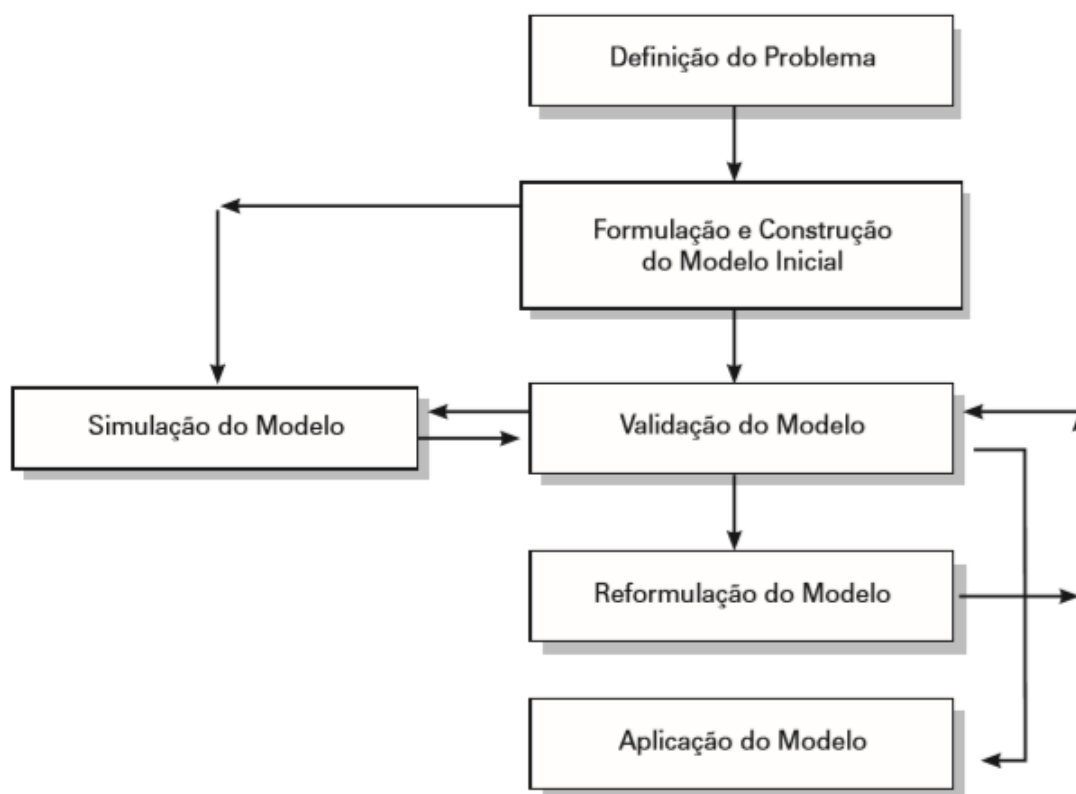 Definição do Problema
Formulação e Construção
do Modelo Inicial
Simulação do Modelo
Validação do Modelo
Reformulação do Modelo
Aplicação do Modelo